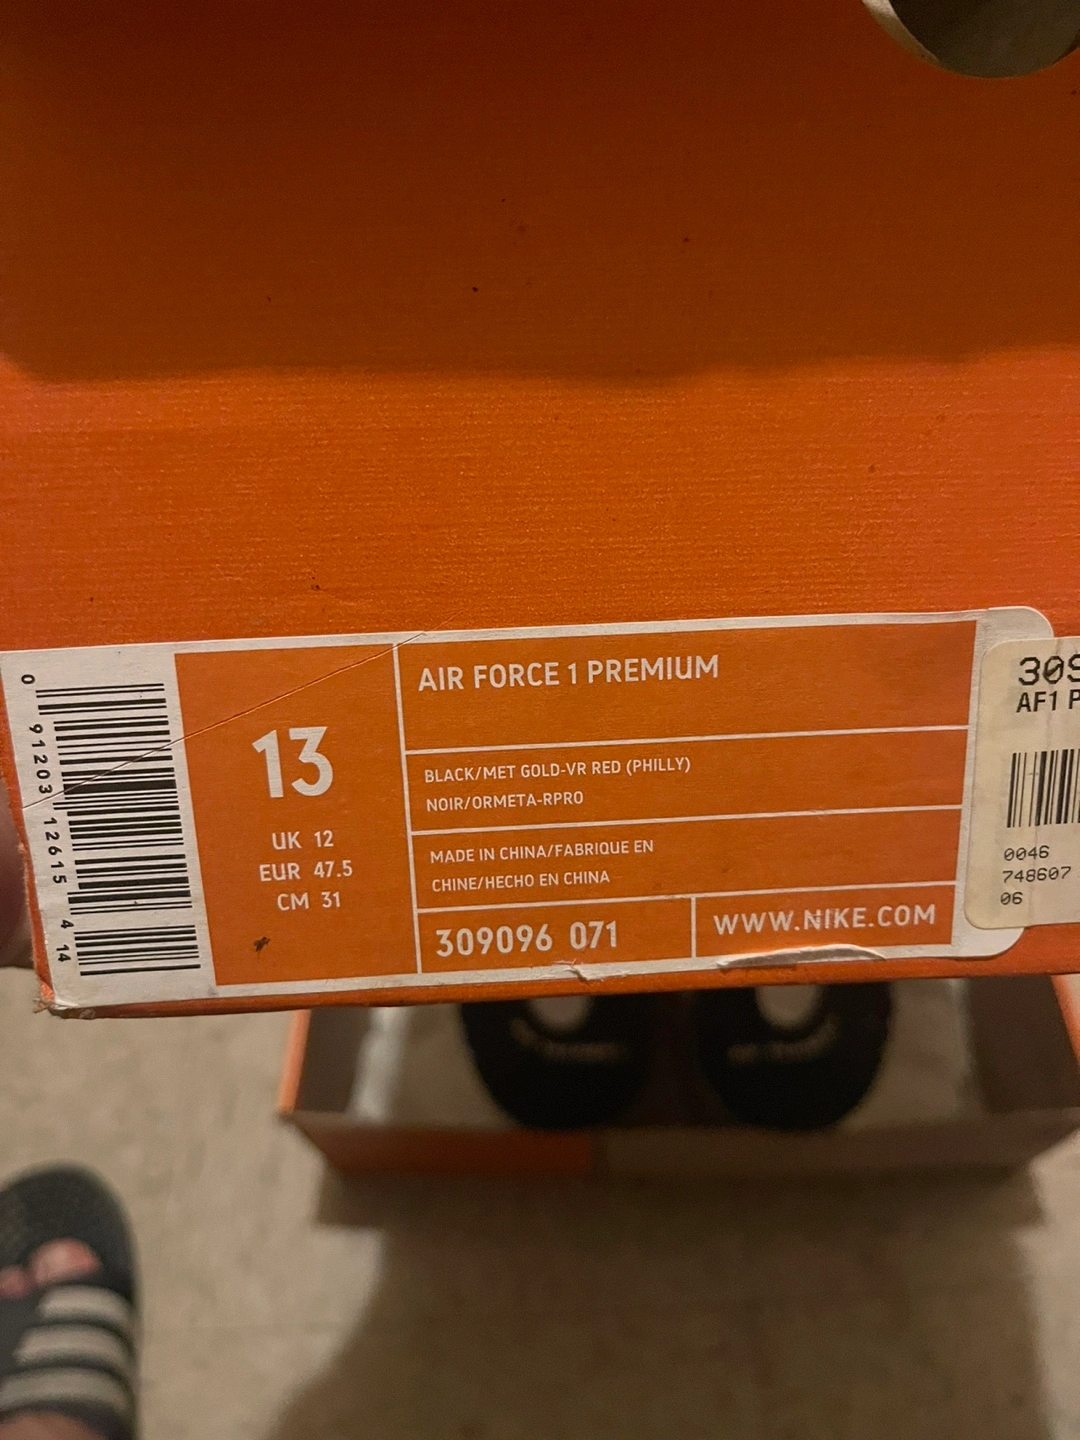 AIR FORCE 1 PREMIUM
13
UK 12
EUR 47.5
CM 31
BLACK/MET GOLD-VR RED (PHILLY)
NOIR/ORMETA-RPRO
MADE IN CHINA/FABRIQUE EN
CHINE/HECHO EN CHINA
309096 071
WWW.NIKE.COM
0 91203 12615 4 14
309
AF1 P
0046
748607
06